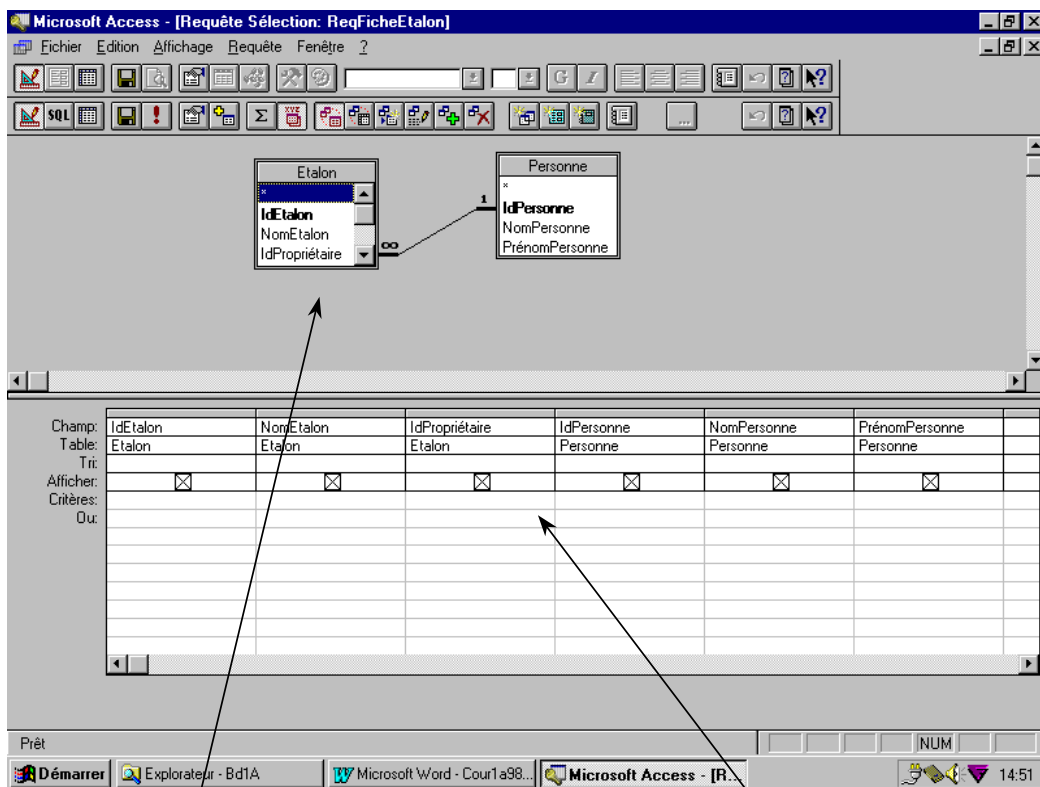 Microsoft Access - [Requête Sélection: ReqFicheEtalon]
Fichier Edition Affichage Requête Fenêtre ?
G I
SQL Σ XYZ ...
Etalon
*
IdEtalon
NomEtalon
IdPropriétaire
∞
1
Personne
*
IdPersonne
NomPersonne
PrénomPersonne
Champ: IdEtalon NomEtalon IdPropriétaire IdPersonne NomPersonne PrénomPersonne
Table: Etalon Etalon Etalon Personne Personne Personne
Tri:
Afficher:
Critères:
Ou:
Prêt NUM
Démarrer Explorateur - Bd1A Microsoft Word - Cour1a98... Microsoft Access - [R... 14:51